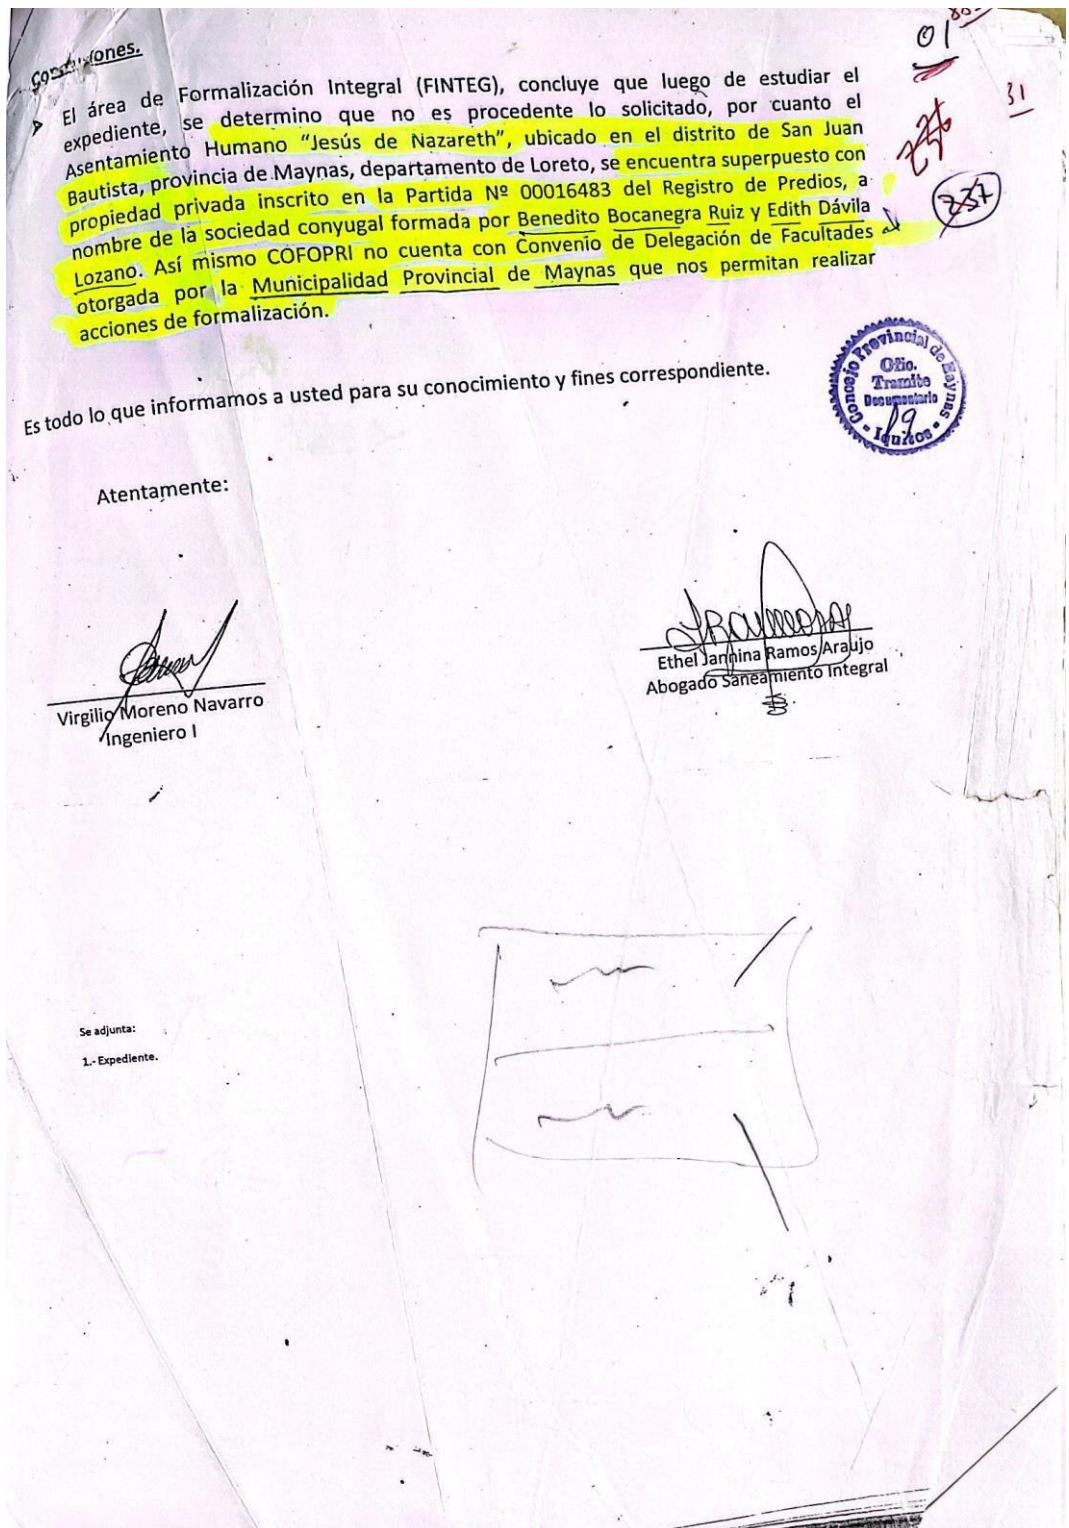 01
31
237
Conclusiones.
El área de Formalización Integral (FINTEG), concluye que luego de estudiar el
expediente, se determino que no es procedente lo solicitado, por cuanto el
Asentamiento Humano "Jesús de Nazareth", ubicado en el distrito de San Juan
Bautista, provincia de Maynas, departamento de Loreto, se encuentra superpuesto con
propiedad privada inscrito en la Partida Nº 00016483 del Registro de Predios, a
nombre de la sociedad conyugal formada por Benedito Bocanegra Ruiz y Edith Dávila
Lozano. Así mismo COFOPRI no cuenta con Convenio de Delegación de Facultades
otorgada por la Municipalidad Provincial de Maynas que nos permitan realizar
acciones de formalización.
Concejo Provincial de Maynas
Ofio.
Tramite
Documentario
19
- Iquitos -
Es todo lo que informamos a usted para su conocimiento y fines correspondiente.
Atentamente:
Virgilio Moreno Navarro
Ingeniero I
Ethel Jannina Ramos Araujo
Abogado Saneamiento Integral
Se adjunta:
1.- Expediente.